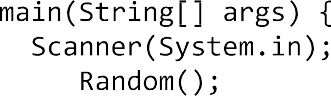 main(String[] args) {
Scanner(System.in);
Random();